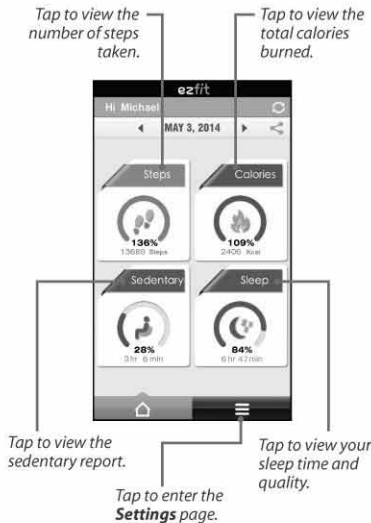 Tap to view the
number of steps
taken.
Tap to view the
total calories
burned.
ezfit
Hi Michael
MAY 3, 2014
Steps
Calories
136%
13680 Steps
109%
2406 Kcal
Sedentary
Sleep
28%
3hr 6min
84%
6hr 47min
Tap to view the
sedentary report.
Tap to enter the
Settings page.
Tap to view your
sleep time and
quality.